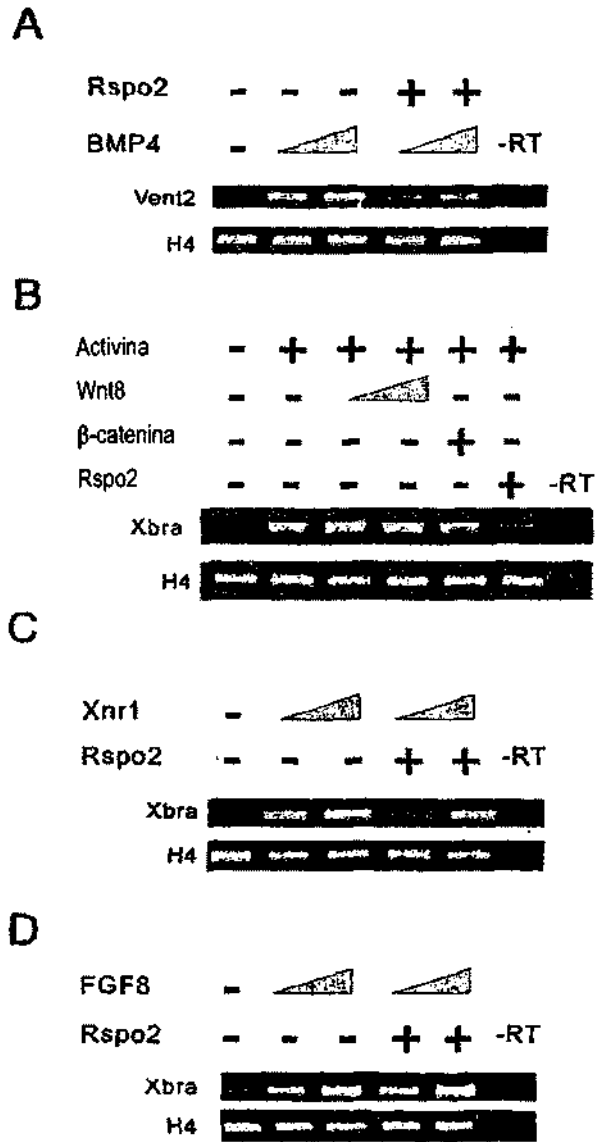 A
Rspo2 - - - + +
BMP4 - -RT
Vent2
H4
B
Activina - + + + + +
Wnt8 - - - -
β-catenina - - - - + -
Rspo2 - - - - - + -RT
Xbra
H4
C
Xnr1 -
Rspo2 - - - + + -RT
Xbra
H4
D
FGF8 -
Rspo2 - - - + + -RT
Xbra
H4